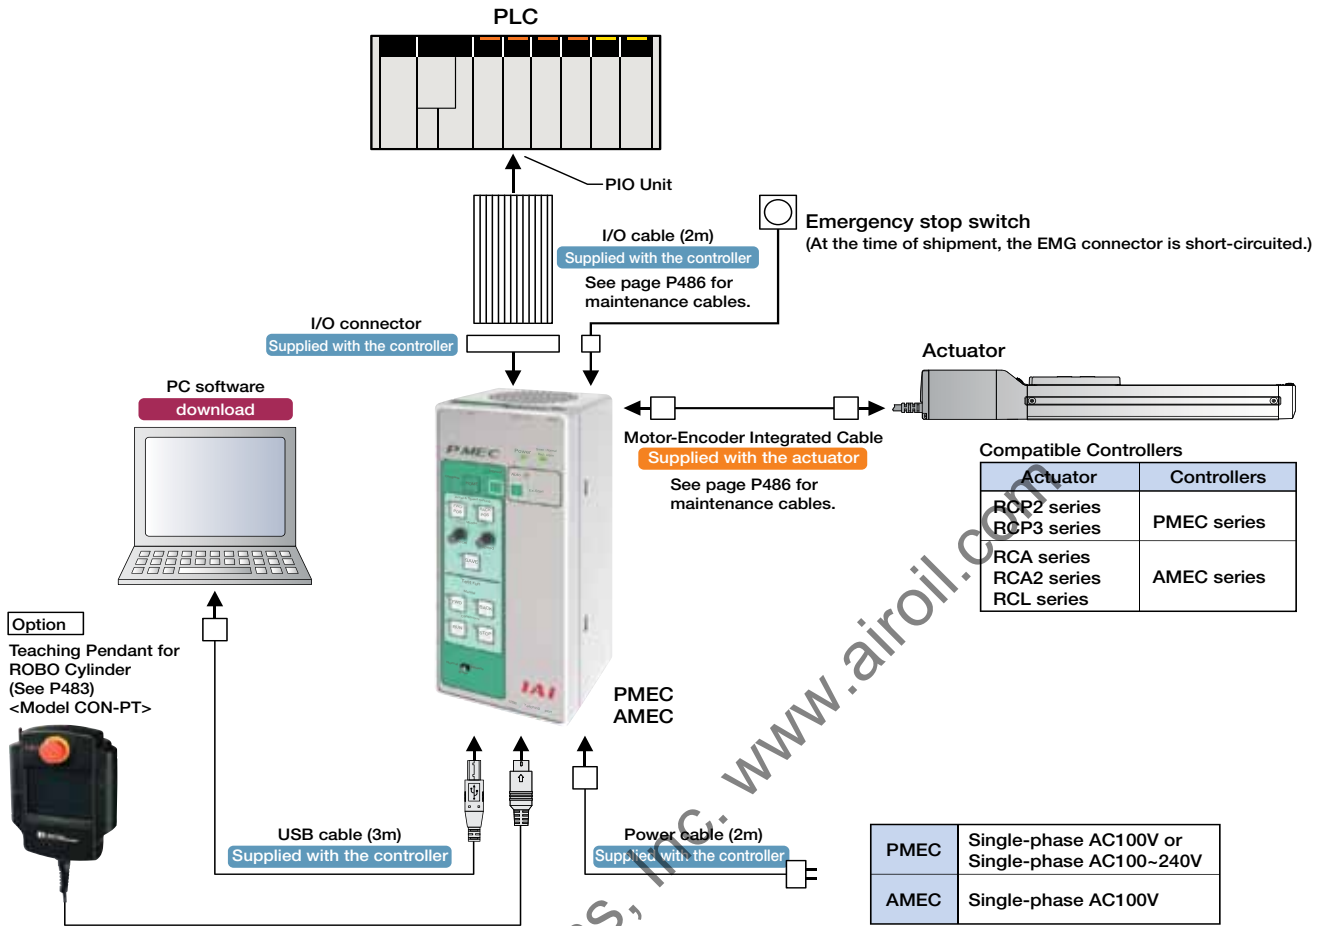 PLC
PIO Unit
I/O cable (2m)
Supplied with the controller
See page P486 for
maintenance cables.
Emergency stop switch
(At the time of shipment, the EMG connector is short-circuited.)
I/O connector
Supplied with the controller
PC software
download
Actuator
Motor-Encoder Integrated Cable
Supplied with the actuator
See page P486 for
maintenance cables.
Compatible Controllers
Actuator Controllers
RCP2 series
RCP3 series
PMEC series
RCA series
RCA2 series
RCL series
AMEC series
PMEC
IAI
PMEC
AMEC
Option
Teaching Pendant for
ROBO Cylinder
(See P483)
<Model CON-PT>
USB cable (3m)
Supplied with the controller
Power cable (2m)
Supplied with the controller
PMEC Single-phase AC100V or
Single-phase AC100~240V
AMEC Single-phase AC100V
Inc. www.airoil.com